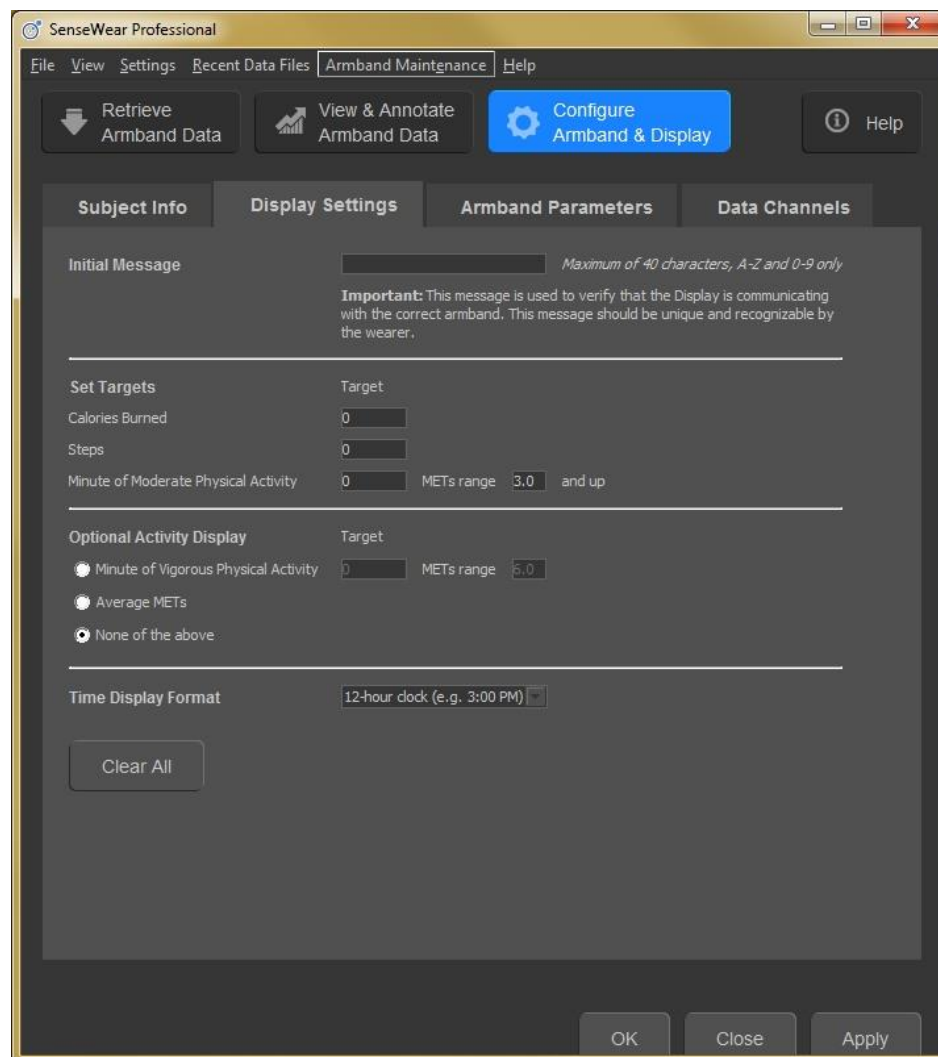 SenseWear Professional
File View Settings Recent Data Files Armband Maintenance Help
Retrieve
Armband Data
View & Annotate
Armband Data
Configure
Armband & Display
Help
Subject Info Display Settings Armband Parameters Data Channels
Initial Message Maximum of 40 characters, A-Z and 0-9 only
Important: This message is used to verify that the Display is communicating
with the correct armband. This message should be unique and recognizable by
the wearer.
Set Targets Target
Calories Burned 0
Steps 0
Minute of Moderate Physical Activity 0 METs range 3.0 and up
Optional Activity Display Target
Minute of Vigorous Physical Activity 0 METs range 6.0
Average METs
None of the above
Time Display Format 12-hour clock (e.g. 3:00 PM)
Clear All
OK Close Apply